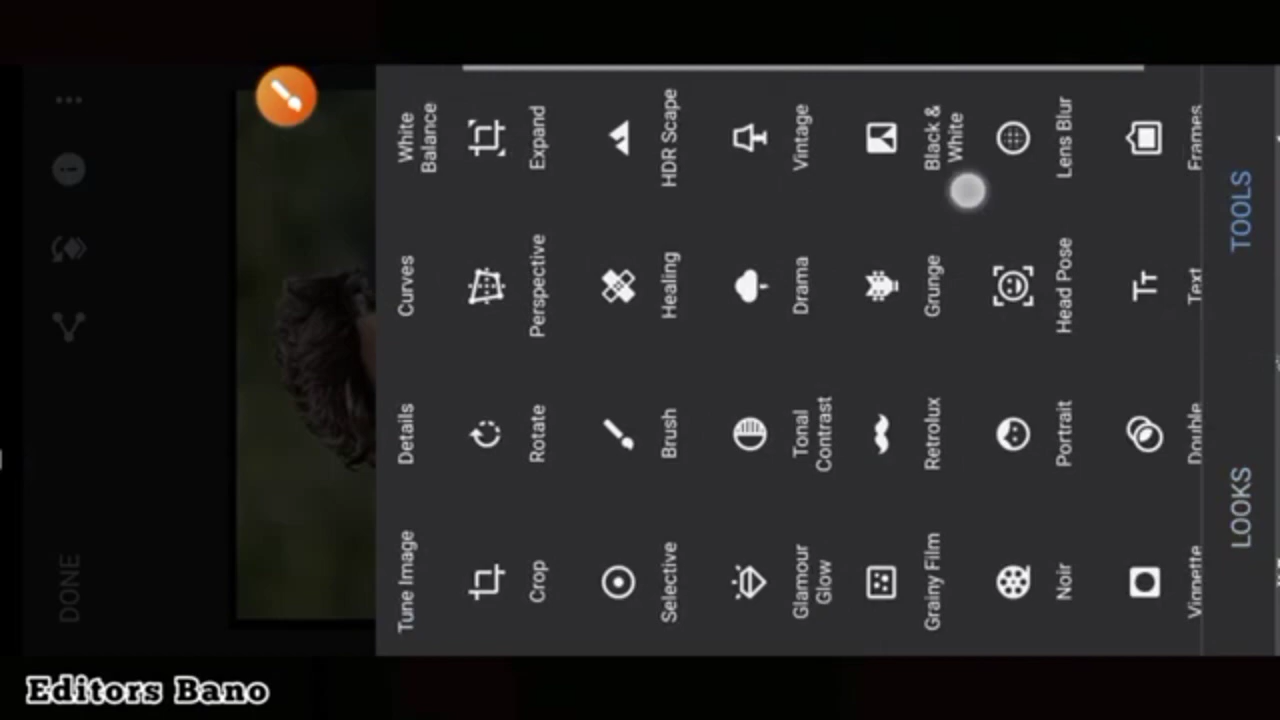 DONE
Tune Image
Details
Curves
White
Balance
Crop
Rotate
Perspective
Expand
Selective
Brush
Healing
HDR Scape
Glamour
Glow
Tonal
Contrast
Drama
Vintage
Grainy Film
Retrolux
Grunge
Black &
White
Noir
Portrait
Head Pose
Lens Blur
Vignette
Double
Text
Frames
LOOKS
TOOLS
Editors Bano